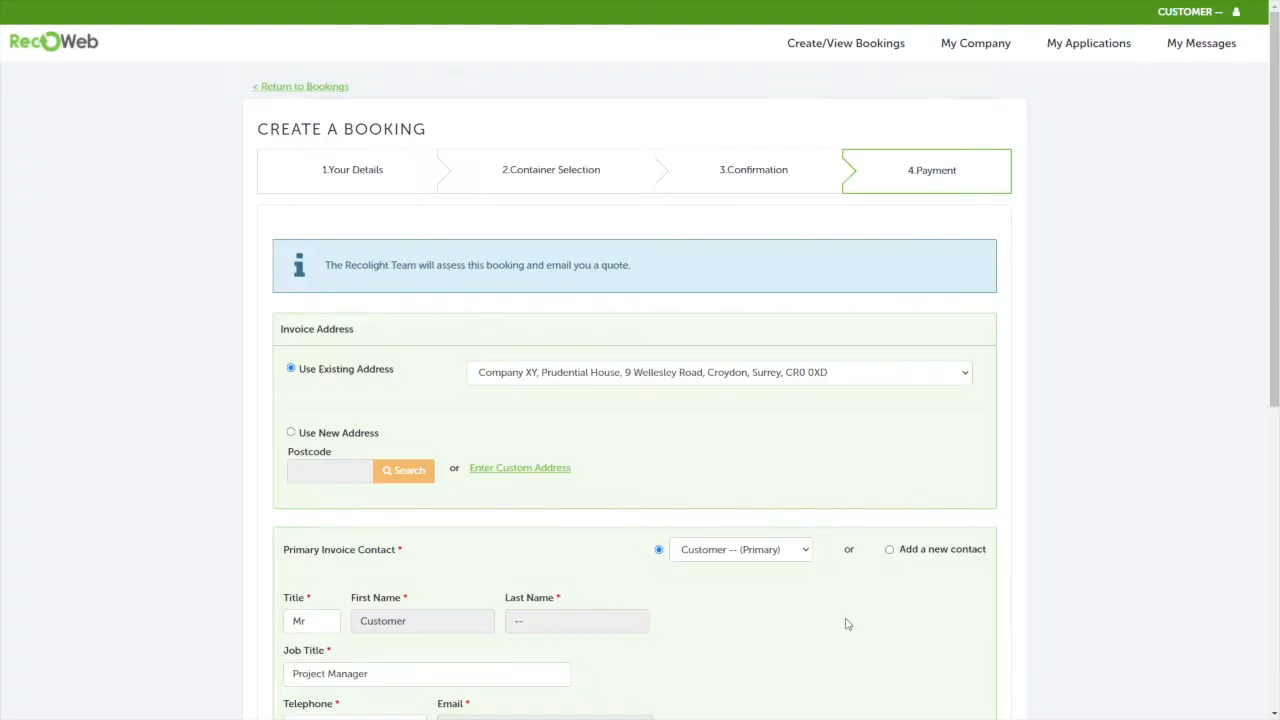 CUSTOMER --
RecoWeb
Create/View Bookings My Company My Applications My Messages
< Return to Bookings
CREATE A BOOKING
1.Your Details 2.Container Selection 3.Confirmation 4.Payment
The Recolight Team will assess this booking and email you a quote.
Invoice Address
Use Existing Address Company XY, Prudential House, 9 Wellesley Road, Croydon, Surrey, CR0 0XD
Use New Address
Postcode
Search or Enter Custom Address
Primary Invoice Contact * Customer -- (Primary) or Add a new contact
Title * First Name * Last Name *
Mr Customer --
Job Title *
Project Manager
Telephone * Email *